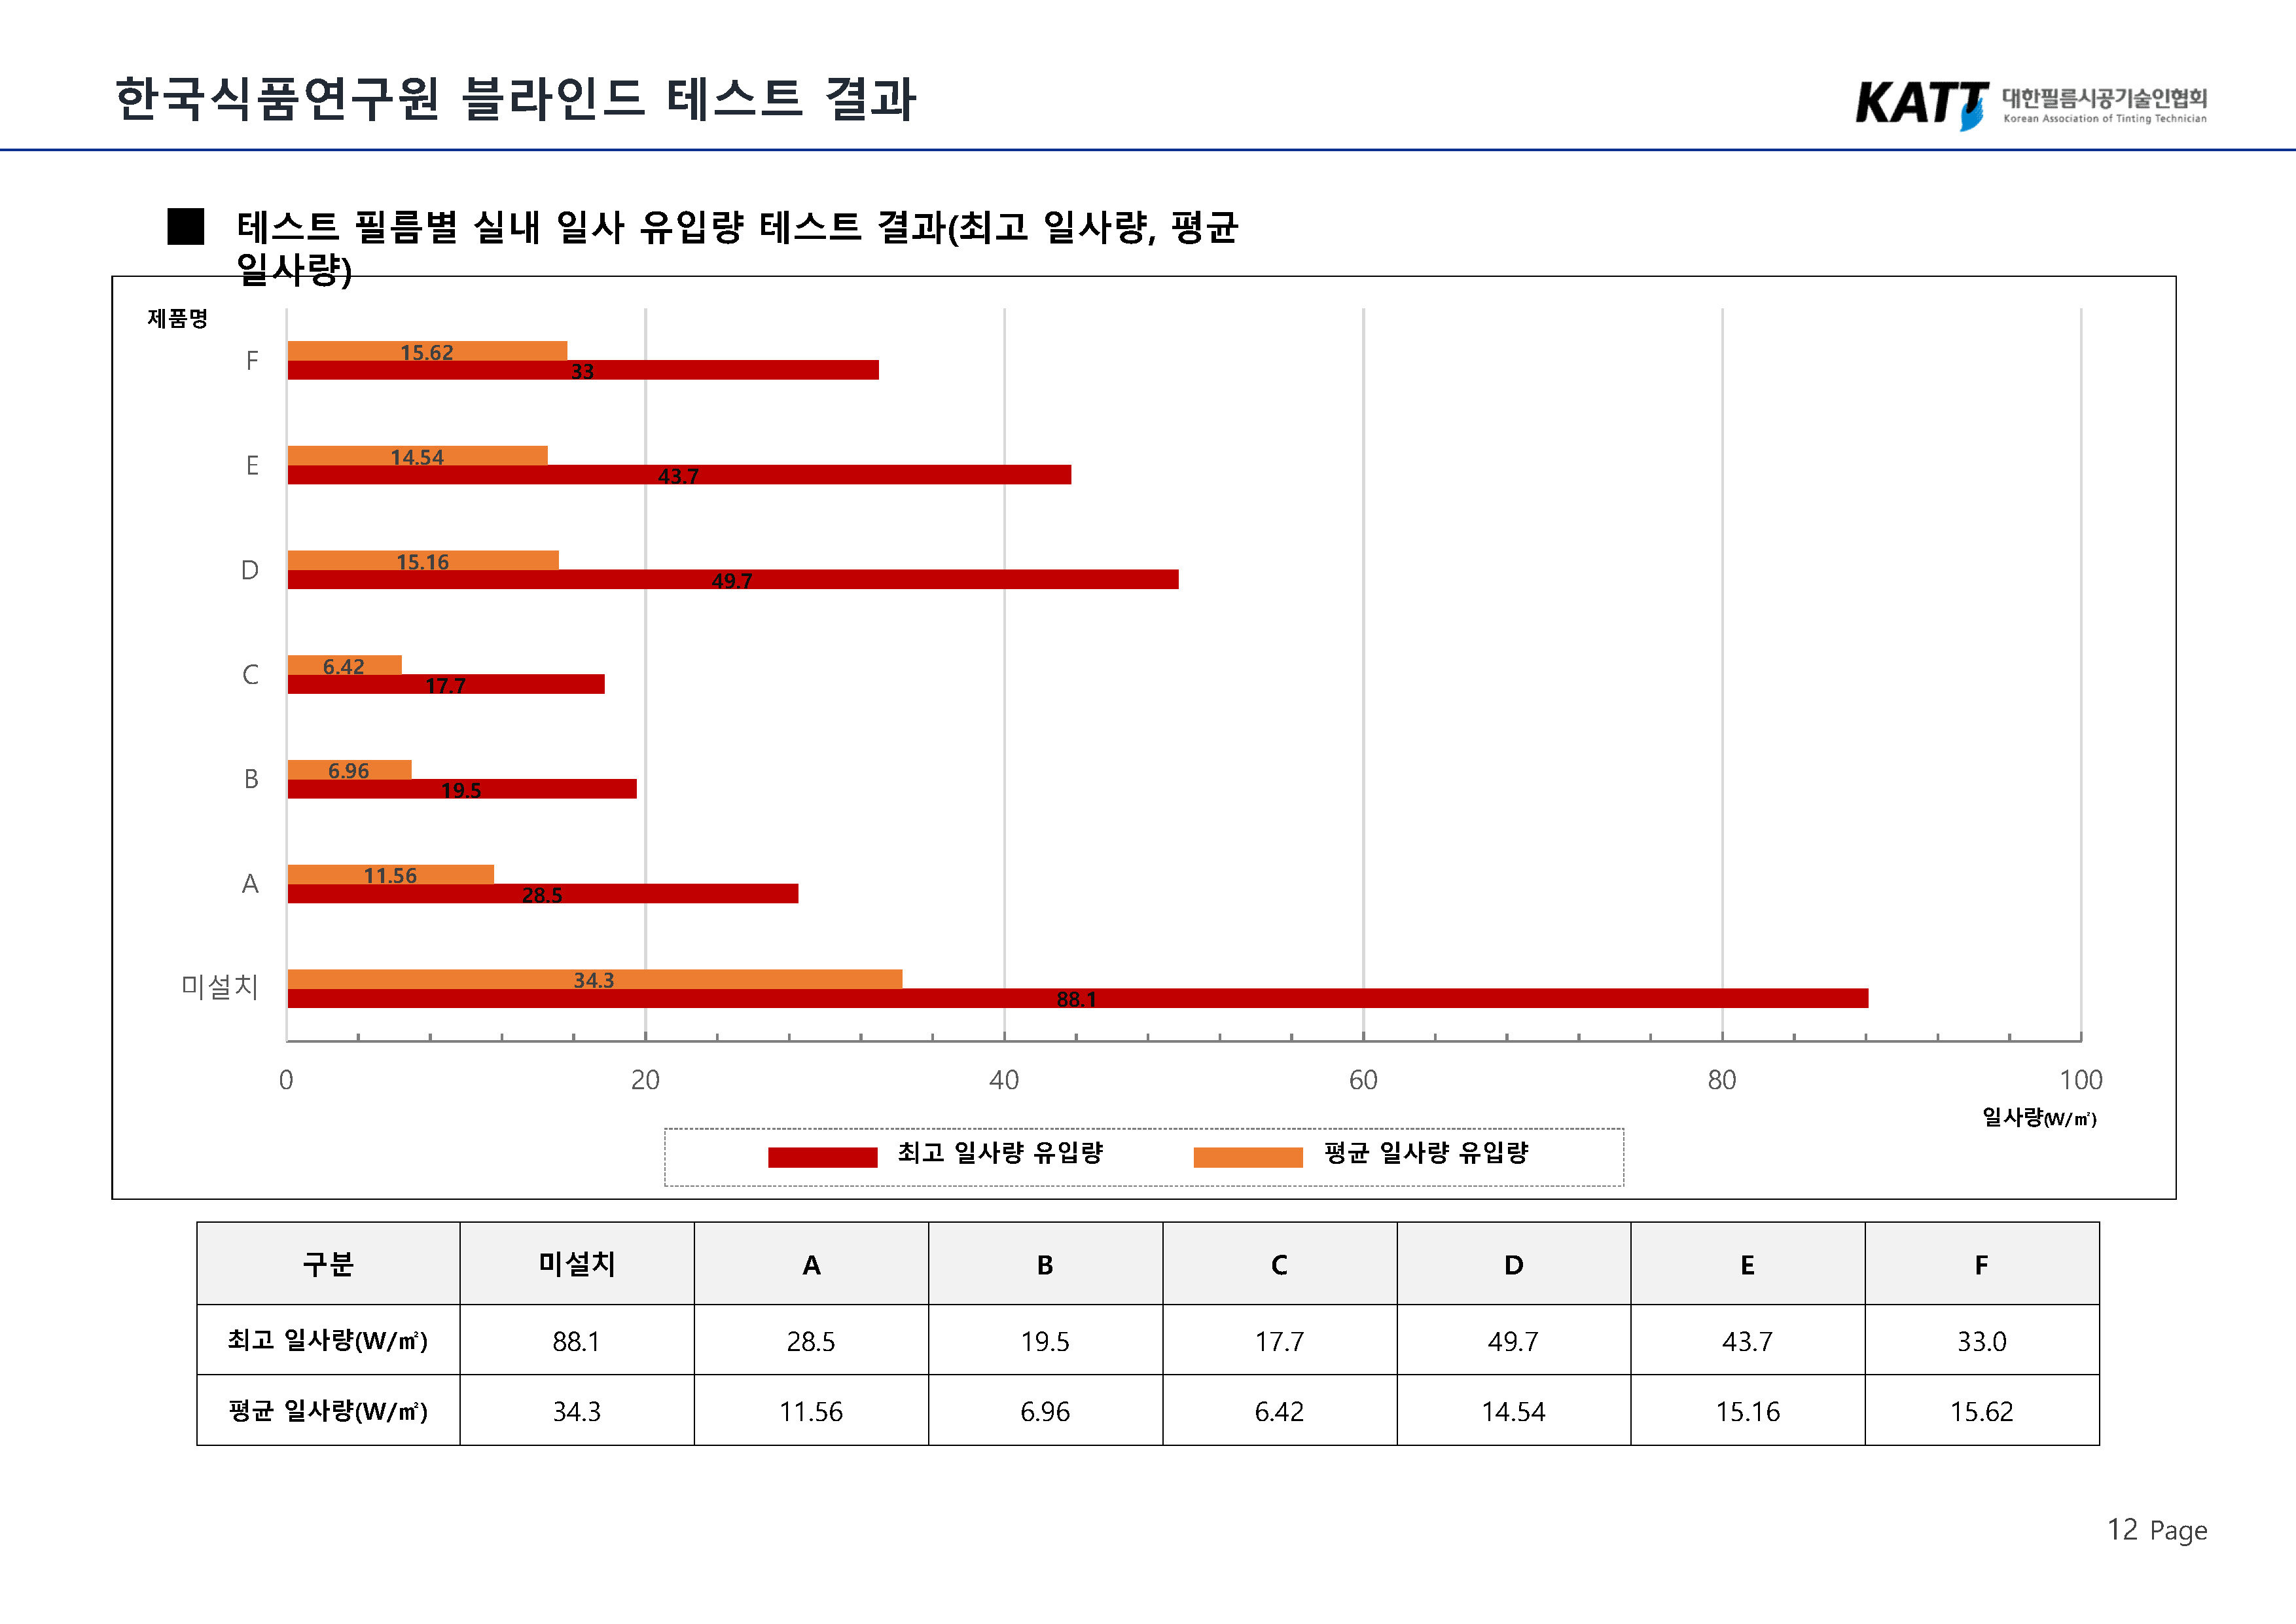 한국식품연구원 블라인드 테스트 결과
KATT 대한필름시공기술인협회
Korean Association of Tinting Technician
■ 테스트 필름별 실내 일사 유입량 테스트 결과(최고 일사량, 평균
일사량)
제품명
F 15.62
33
E 14.54
43.7
D 15.16
49.7
C 6.42
17.7
B 6.96
19.5
A 11.56
28.5
미설치 34.3
88.1
0 20 40 60 80 100
일사량(W/㎡)
최고 일사량 유입량 평균 일사량 유입량
구분 미설치 A B C D E F
최고 일사량(W/㎡) 88.1 28.5 19.5 17.7 49.7 43.7 33.0
평균 일사량(W/㎡) 34.3 11.56 6.96 6.42 14.54 15.16 15.62
12 Page